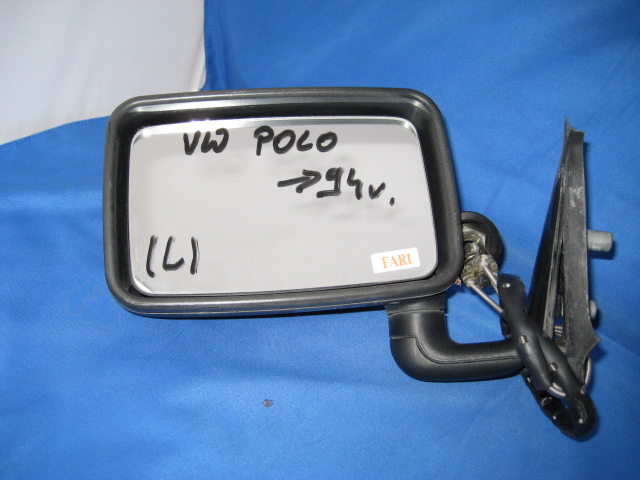 VW POLO
→94v.
(L)
FARI